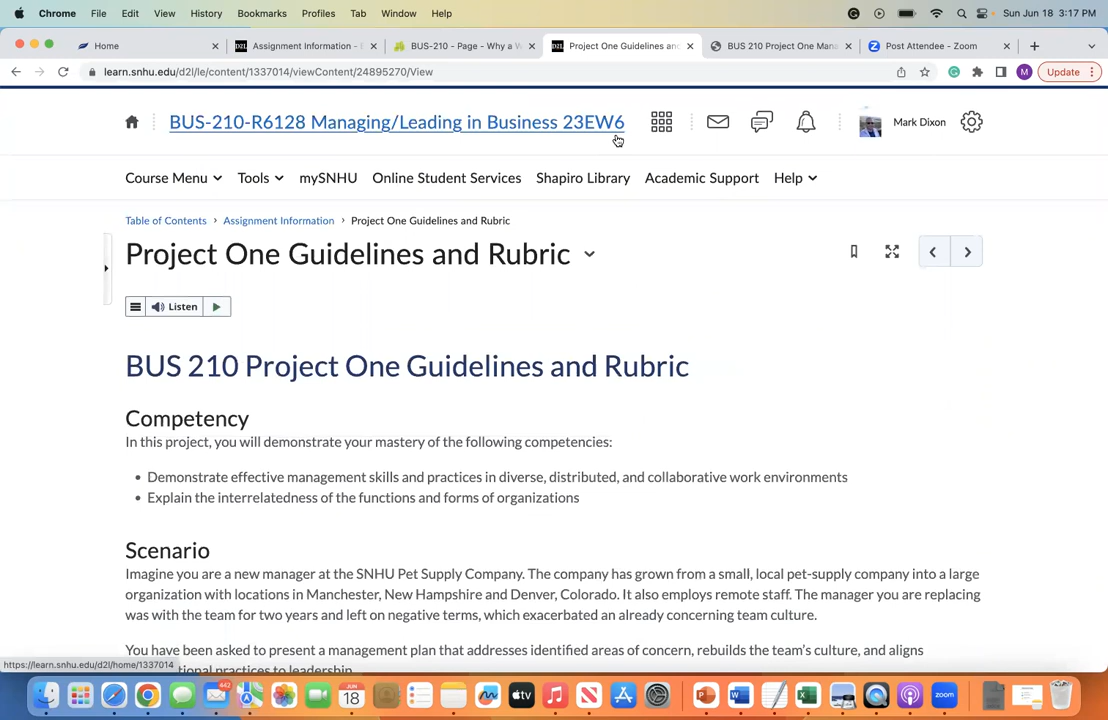 Chrome File Edit View History Bookmarks Profiles Tab Window Help Sun Jun 18 3:17 PM
Home Assignment Information - BUS-210 - Page - Why a W Project One Guidelines and BUS 210 Project One Mana Post Attendee - Zoom
learn.snhu.edu/d2l/le/content/1337014/viewContent/24895270/View M Update
BUS-210-R6128 Managing/Leading in Business 23EW6 Mark Dixon
Course Menu Tools mySNHU Online Student Services Shapiro Library Academic Support Help
Table of Contents › Assignment Information › Project One Guidelines and Rubric
Project One Guidelines and Rubric
Listen
BUS 210 Project One Guidelines and Rubric
Competency
In this project, you will demonstrate your mastery of the following competencies:
• Demonstrate effective management skills and practices in diverse, distributed, and collaborative work environments
• Explain the interrelatedness of the functions and forms of organizations
Scenario
Imagine you are a new manager at the SNHU Pet Supply Company. The company has grown from a small, local pet-supply company into a large
organization with locations in Manchester, New Hampshire and Denver, Colorado. It also employs remote staff. The manager you are replacing
was with the team for two years and left on negative terms, which exacerbated an already concerning team culture.
You have been asked to present a management plan that addresses identified areas of concern, rebuilds the team's culture, and aligns
https://learn.snhu.edu/d2l/home/1337014
tional practices to leadership.
442 JUN 18 tv zoom